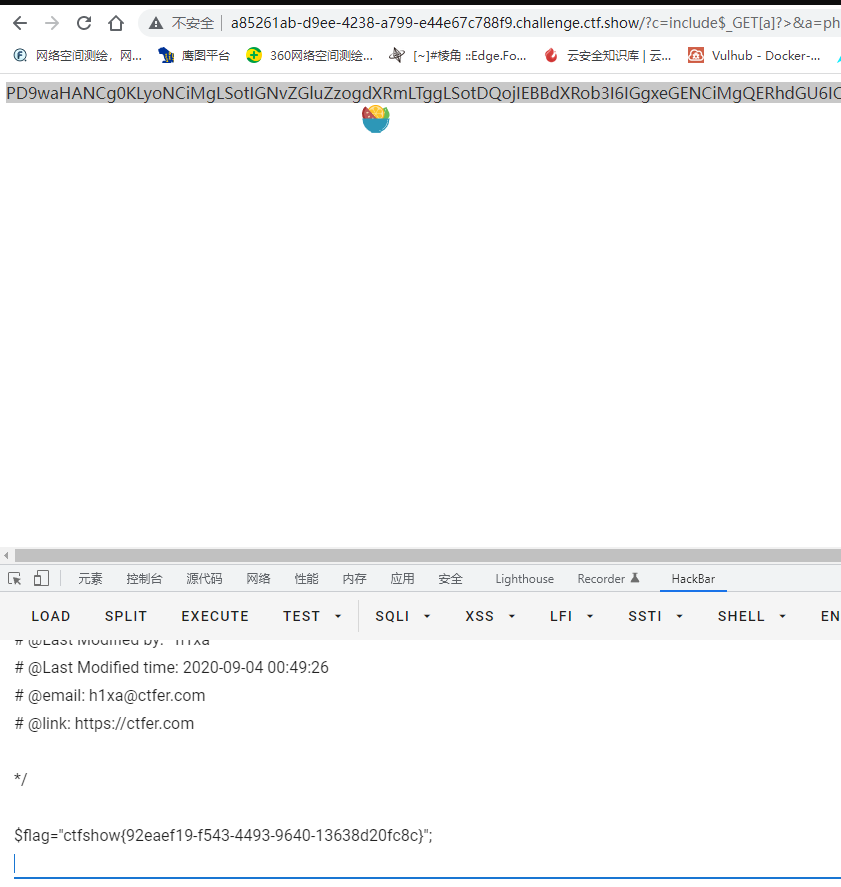 不安全 a85261ab-d9ee-4238-a799-e44e67c788f9.challenge.ctf.show/?c=include$_GET[a]?>&a=ph
网络空间测绘，网... 鹰图平台 360网络空间测绘... [~]#棱角 ::Edge.Fo... 云安全知识库 | 云... Vulhub - Docker-...
PD9waHANCg0KLyoNCiMgLSotIGNvZGluZzogdXRmLTggLSotDQojIEBBdXRob3I6IGgxeGENCiMgQERhdGU6IC
元素 控制台 源代码 网络 性能 内存 应用 安全 Lighthouse Recorder HackBar
LOAD SPLIT EXECUTE TEST SQLI XSS LFI SSTI SHELL EN
# @Last Modified by: h1xa
# @Last Modified time: 2020-09-04 00:49:26
# @email: h1xa@ctfer.com
# @link: https://ctfer.com
*/
$flag="ctfshow{92eaef19-f543-4493-9640-13638d20fc8c}";